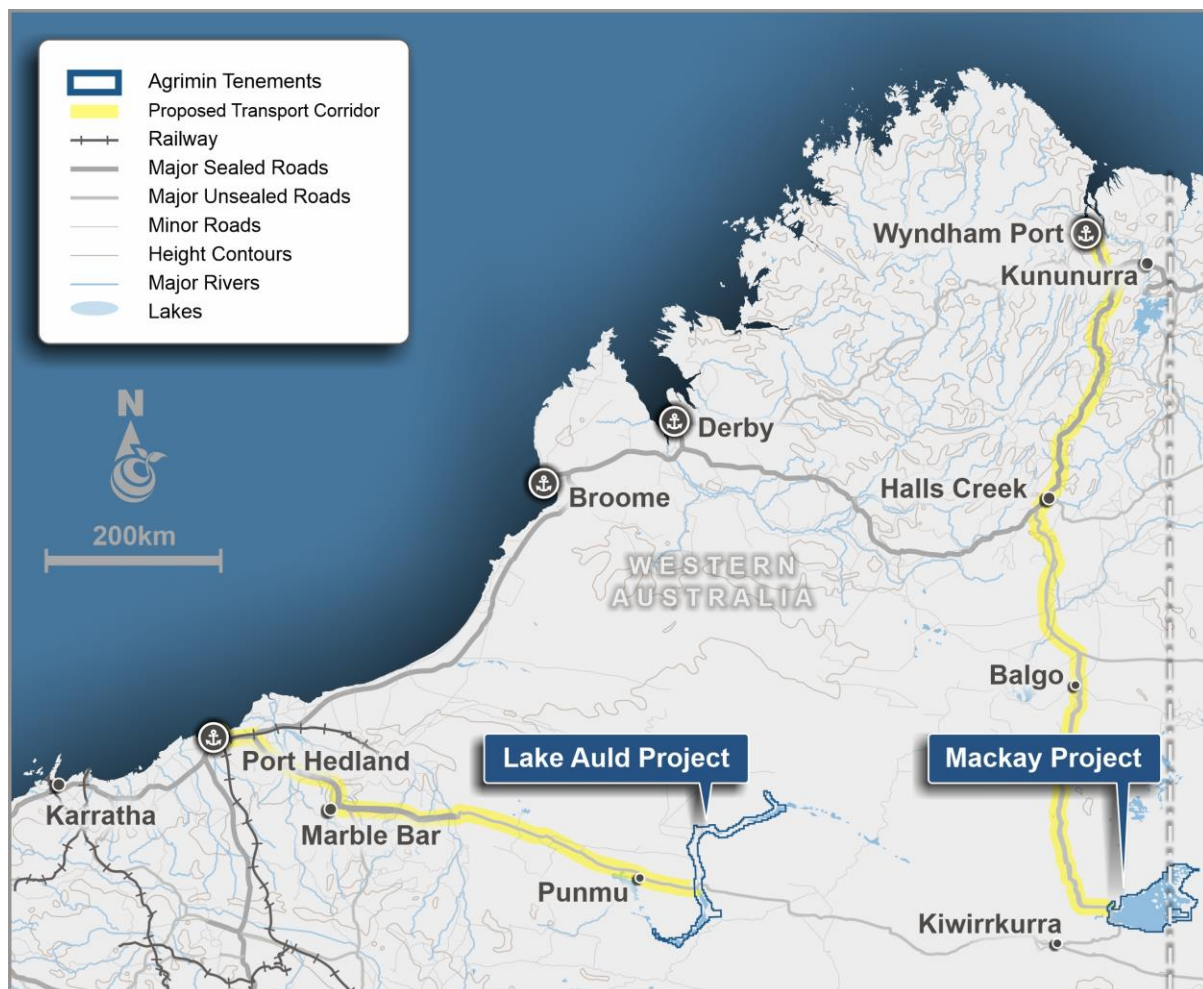 Agrimin Tenements
Proposed Transport Corridor
Railway
Major Sealed Roads
Major Unsealed Roads
Minor Roads
Height Contours
Major Rivers
Lakes
N
200km
Wyndham Port
Kununurra
Derby
Broome
Halls Creek
WESTERN
AUSTRALIA
Balgo
Port Hedland
Lake Auld Project
Mackay Project
Karratha
Marble Bar
Punmu
Kiwirrkurra